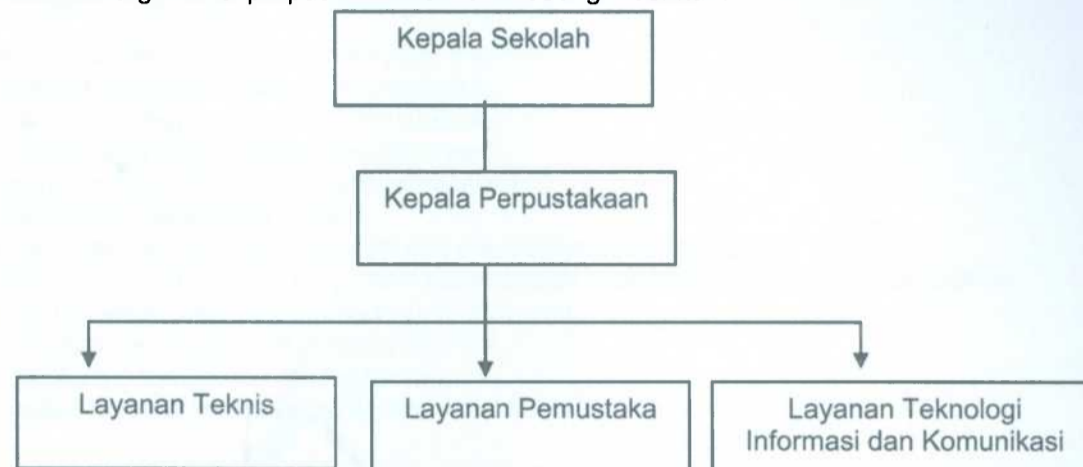 Kepala Sekolah
Kepala Perpustakaan
Layanan Teknis
Layanan Pemustaka
Layanan Teknologi
Informasi dan Komunikasi